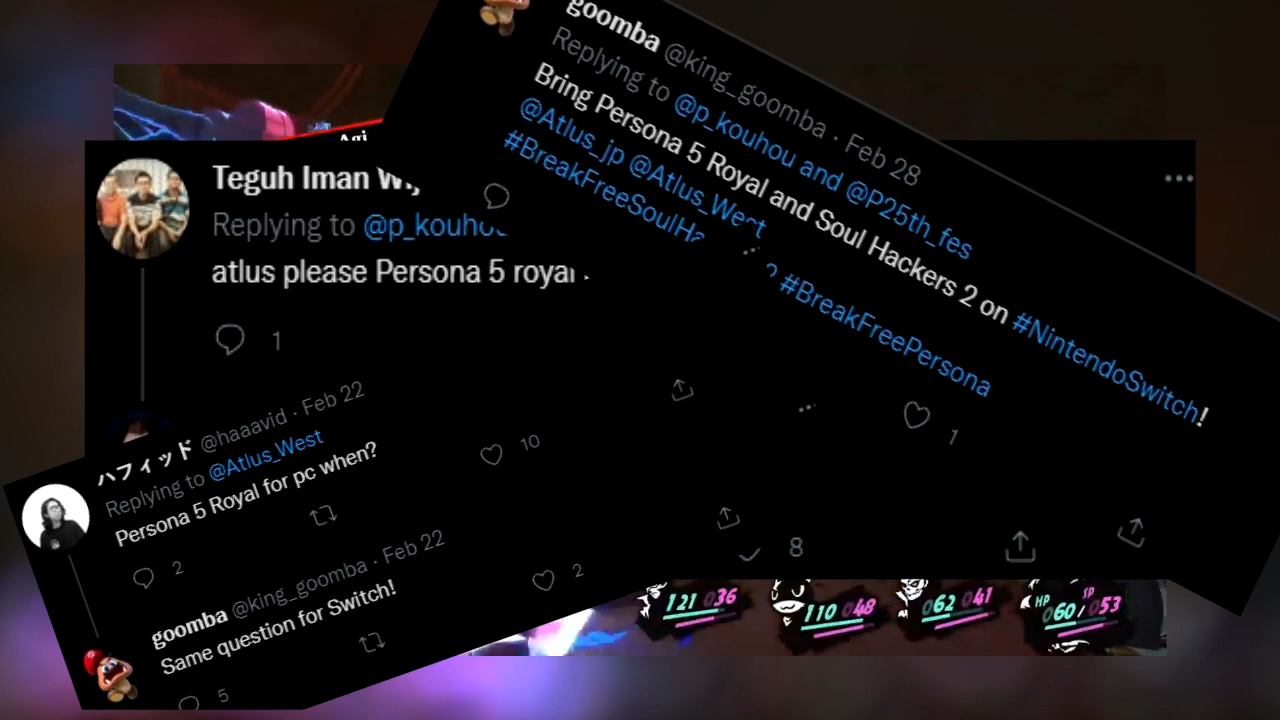 Agi
goomba @king_goomba · Feb 28
Replying to @p_kouhou and @P25th_fes
Bring Persona 5 Royal and Soul Hackers 2 on #NintendoSwitch!
@Atlus_jp @Atlus_West
#BreakFreeSoulHa
#BreakFreePersona
1
Teguh Iman
Replying to @p_kouhou
atlus please Persona 5 royal
1
8
ハフィッド @haaavid · Feb 22
Replying to @Atlus_West
Persona 5 Royal for pc when?
2
10
goomba @king_goomba · Feb 22
Same question for Switch!
5
2
121 036
110 048
062 041
HP SP
060/053